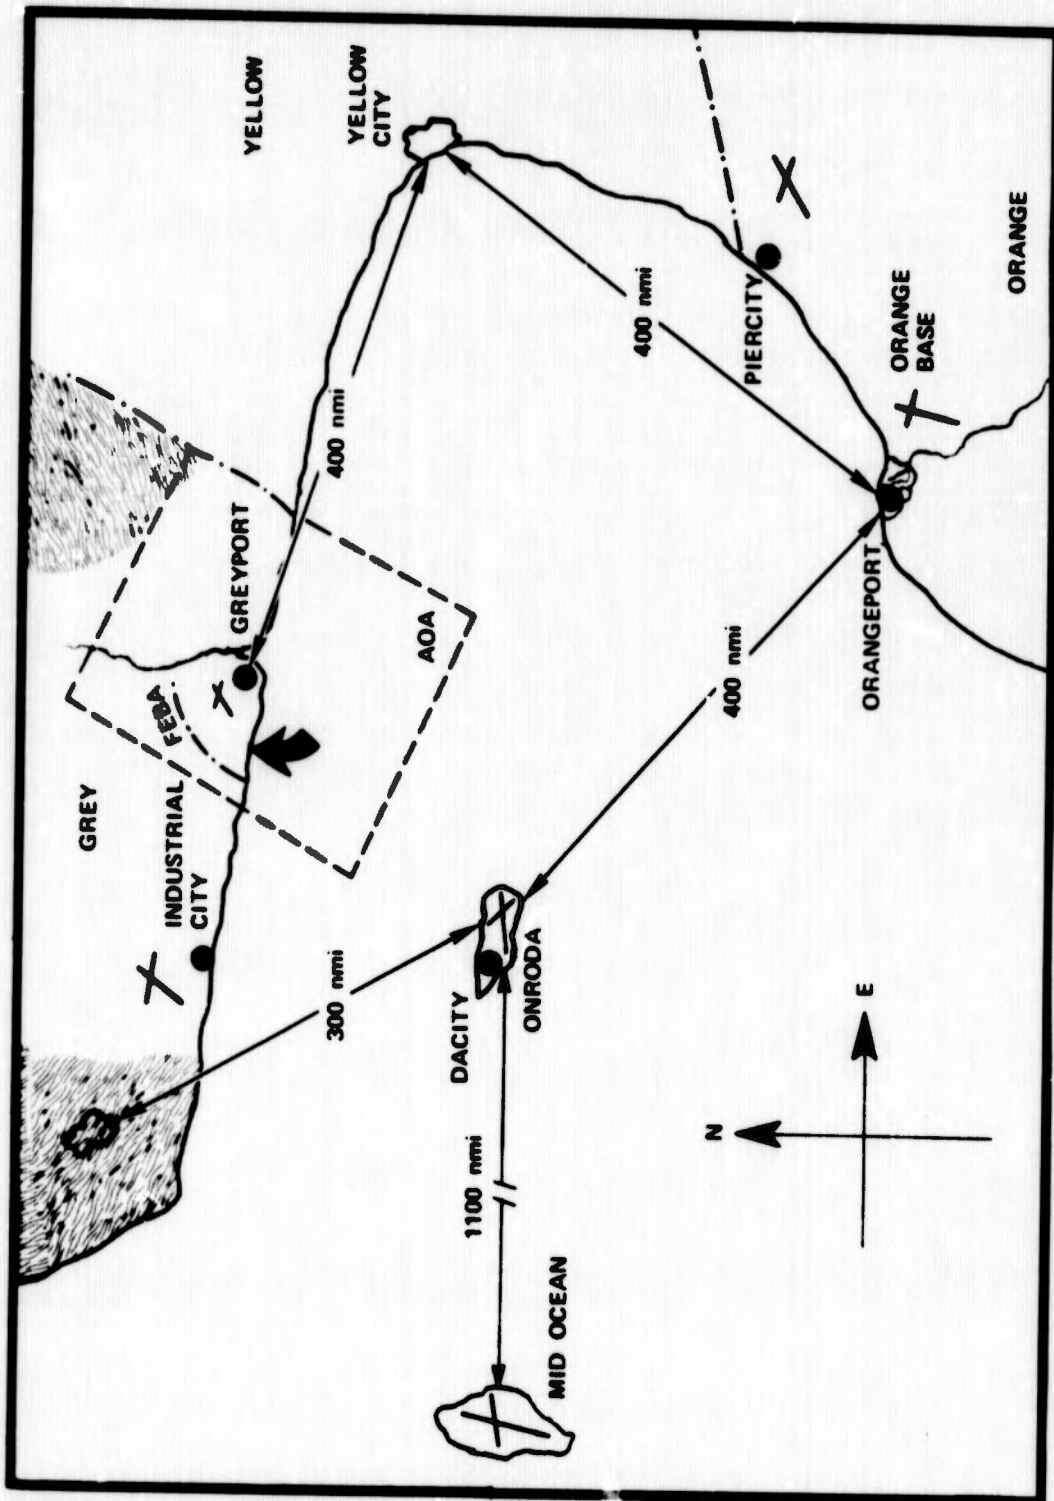 YELLOW
YELLOW
CITY
GREY
GREYPORT
FEBA
INDUSTRIAL
CITY
AOA
400 nmi
400 nmi
400 nmi
300 nmi
1100 nmi
PIERCITY
ORANGE
BASE
ORANGE
ORANGEPORT
DACITY
ONRODA
MID OCEAN
N
E